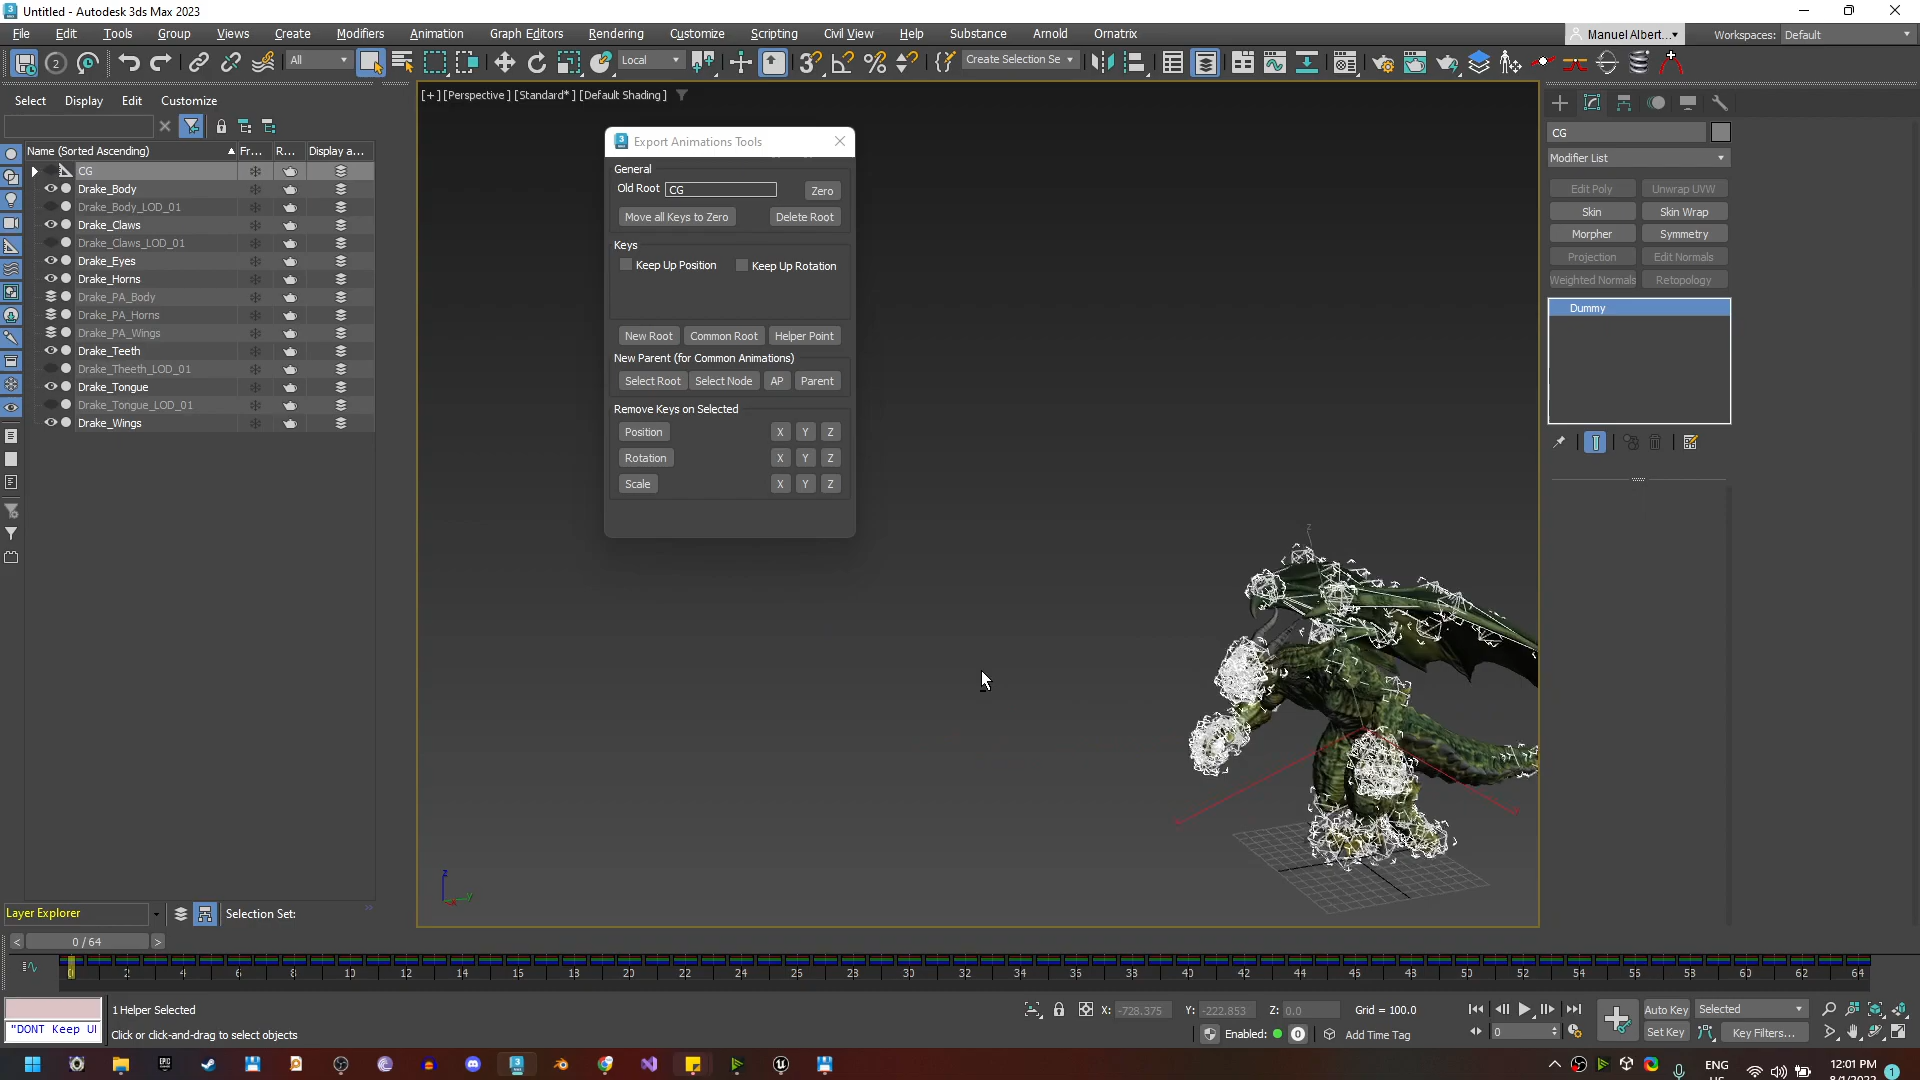 Untitled - Autodesk 3ds Max 2023
File Edit Tools Group Views Create Modifiers Animation Graph Editors Rendering Customize Scripting Civil View Help Substance Arnold Ornatrix
Manuel Albert... Workspaces: Default
All Local Create Selection Se
Select Display Edit Customize
[+] [Perspective ] [Standard* ] [Default Shading ]
Name (Sorted Ascending) Fr... R... Display a...
CG
Drake_Body
Drake_Body_LOD_01
Drake_Claws
Drake_Claws_LOD_01
Drake_Eyes
Drake_Horns
Drake_PA_Body
Drake_PA_Horns
Drake_PA_Wings
Drake_Teeth
Drake_Theeth_LOD_01
Drake_Tongue
Drake_Tongue_LOD_01
Drake_Wings
Export Animations Tools
General
Old Root CG Zero
Move all Keys to Zero Delete Root
Keys
Keep Up Position Keep Up Rotation
New Root Common Root Helper Point
New Parent (for Common Animations)
Select Root Select Node AP Parent
Remove Keys on Selected
Position X Y Z
Rotation X Y Z
Scale X Y Z
CG
Modifier List
Edit Poly Unwrap UVW
Skin Skin Wrap
Morpher Symmetry
Projection Edit Normals
Weighted Normals Retopology
Dummy
Layer Explorer Selection Set:
< 0 / 64 >
0 2 4 6 8 10 12 14 16 18 20 22 24 26 28 30 32 34 36 38 40 42 44 46 48 50 52 54 56 58 60 62 64
1 Helper Selected X: -728.375 Y: -222.853 Z: 0.0 Grid = 100.0 Auto Key Selected
"DONT Keep U Click or click-and-drag to select objects Enabled: 0 Add Time Tag 0 Set Key Key Filters...
ENG 12:01 PM